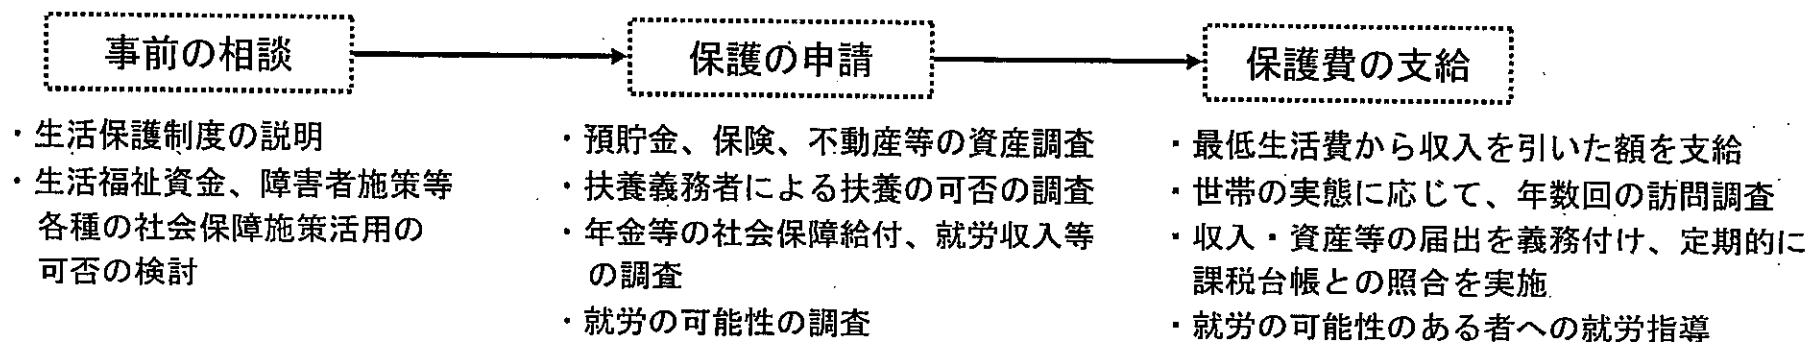 事前の相談
・生活保護制度の説明
・生活福祉資金、障害者施策等
各種の社会保障施策活用の
可否の検討
保護の申請
・預貯金、保険、不動産等の資産調査
・扶養義務者による扶養の可否の調査
・年金等の社会保障給付、就労収入等
の調査
・就労の可能性の調査
保護費の支給
・最低生活費から収入を引いた額を支給
・世帯の実態に応じて、年数回の訪問調査
・収入・資産等の届出を義務付け、定期的に
課税台帳との照合を実施
・就労の可能性のある者への就労指導